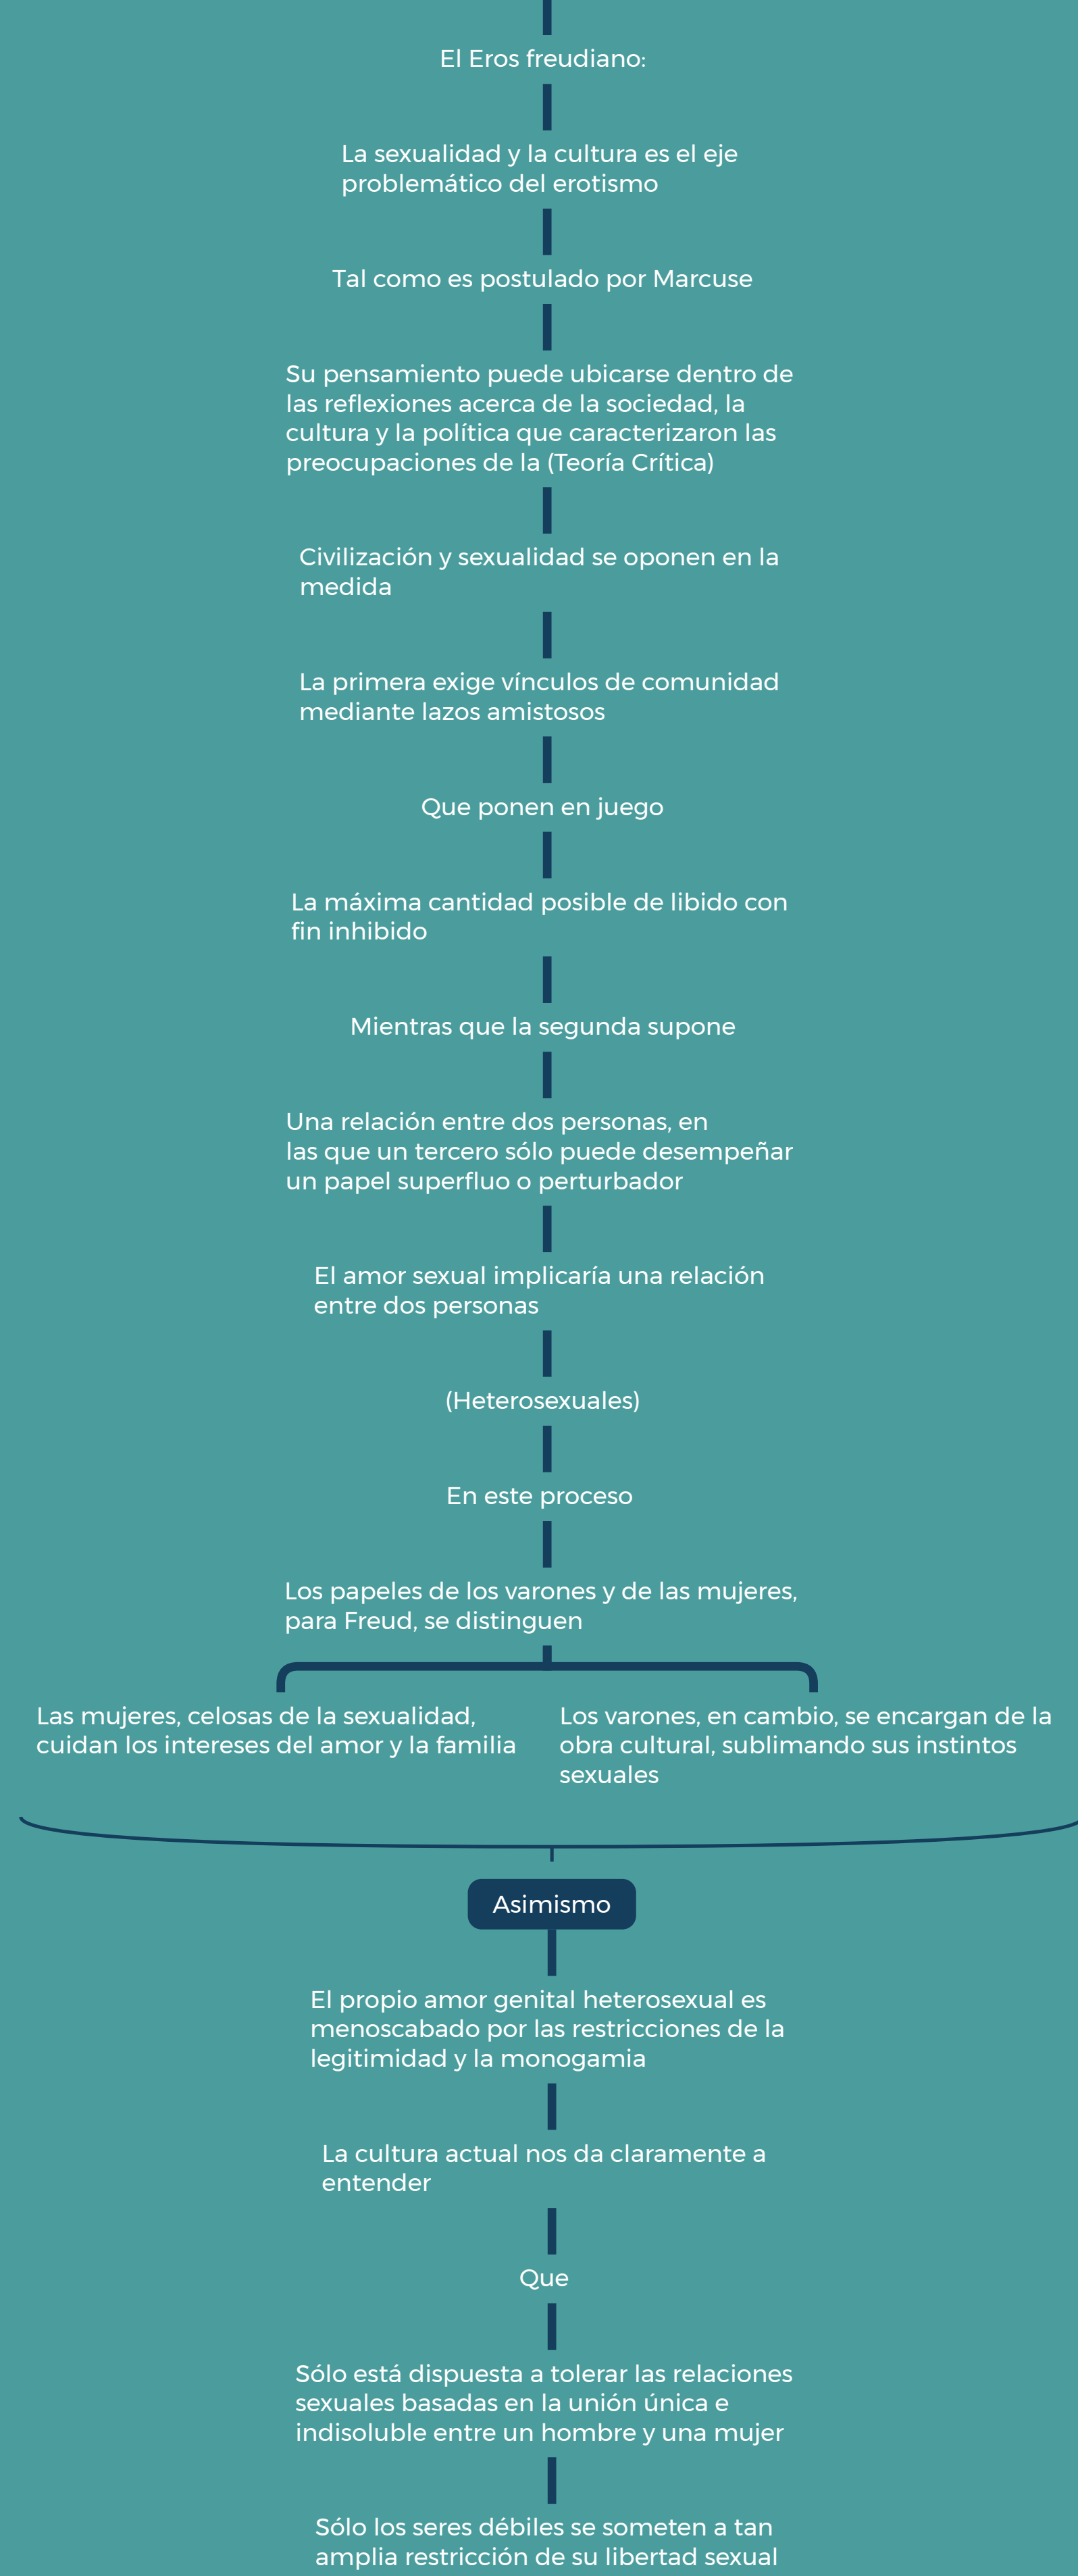 El Eros freudiano:
La sexualidad y la cultura es el eje
problemático del erotismo
Tal como es postulado por Marcuse
Su pensamiento puede ubicarse dentro de
las reflexiones acerca de la sociedad, la
cultura y la política que caracterizaron las
preocupaciones de la (Teoría Crítica)
Civilización y sexualidad se oponen en la
medida
La primera exige vínculos de comunidad
mediante lazos amistosos
Que ponen en juego
La máxima cantidad posible de libido con
fin inhibido
Mientras que la segunda supone
Una relación entre dos personas, en
las que un tercero sólo puede desempeñar
un papel superfluo o perturbador
El amor sexual implicaría una relación
entre dos personas
(Heterosexuales)
En este proceso
Los papeles de los varones y de las mujeres,
para Freud, se distinguen
Las mujeres, celosas de la sexualidad,
cuidan los intereses del amor y la familia
Los varones, en cambio, se encargan de la
obra cultural, sublimando sus instintos
sexuales
Asimismo
El propio amor genital heterosexual es
menoscabado por las restricciones de la
legitimidad y la monogamia
La cultura actual nos da claramente a
entender
Que
Sólo está dispuesta a tolerar las relaciones
sexuales basadas en la unión única e
indisoluble entre un hombre y una mujer
Sólo los seres débiles se someten a tan
amplia restricción de su libertad sexual